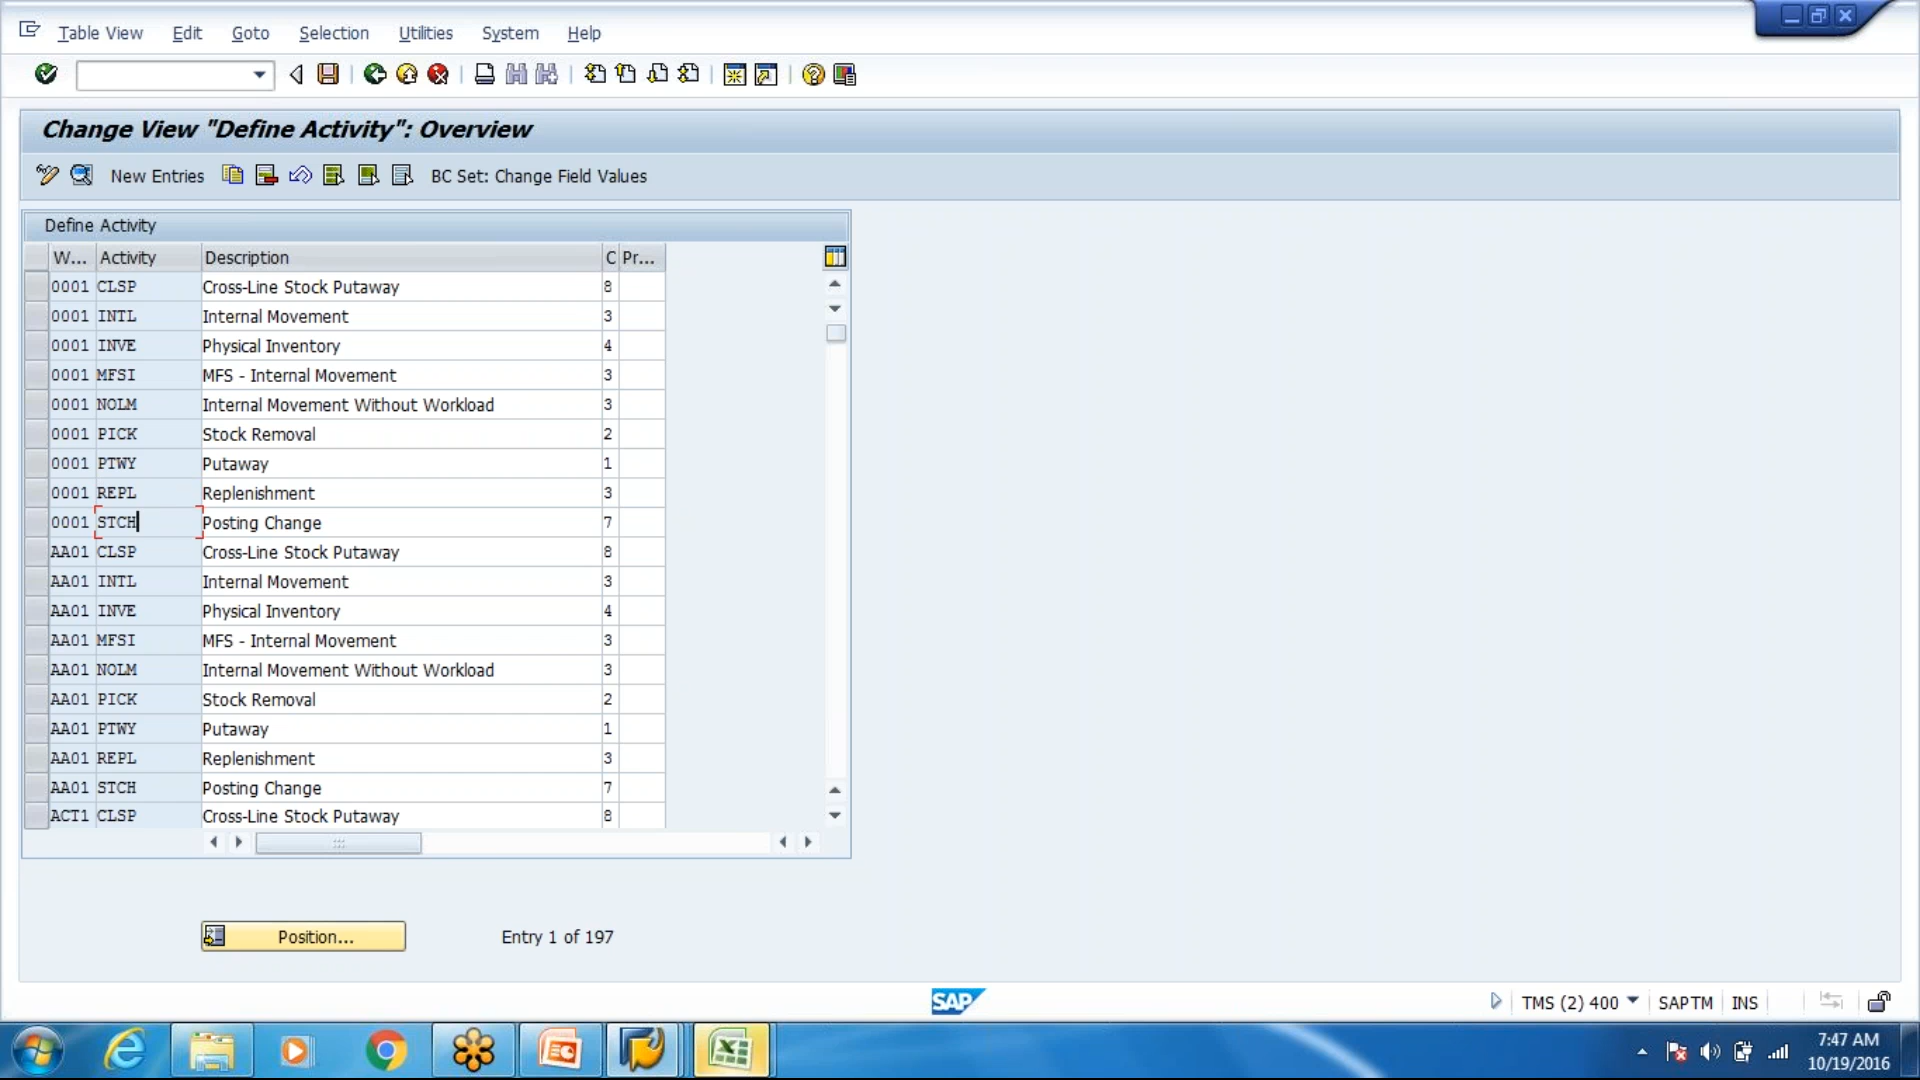 Table View Edit Goto Selection Utilities System Help
Change View "Define Activity": Overview
New Entries BC Set: Change Field Values
Define Activity
W... Activity Description C Pr...
0001 CLSP Cross-Line Stock Putaway 8
0001 INTL Internal Movement 3
0001 INVE Physical Inventory 4
0001 MFSI MFS - Internal Movement 3
0001 NOLM Internal Movement Without Workload 3
0001 PICK Stock Removal 2
0001 PTWY Putaway 1
0001 REPL Replenishment 3
0001 STCH Posting Change 7
AA01 CLSP Cross-Line Stock Putaway 8
AA01 INTL Internal Movement 3
AA01 INVE Physical Inventory 4
AA01 MFSI MFS - Internal Movement 3
AA01 NOLM Internal Movement Without Workload 3
AA01 PICK Stock Removal 2
AA01 PTWY Putaway 1
AA01 REPL Replenishment 3
AA01 STCH Posting Change 7
ACT1 CLSP Cross-Line Stock Putaway 8
Position... Entry 1 of 197
SAP TMS (2) 400 SAPTM INS
7:47 AM
10/19/2016